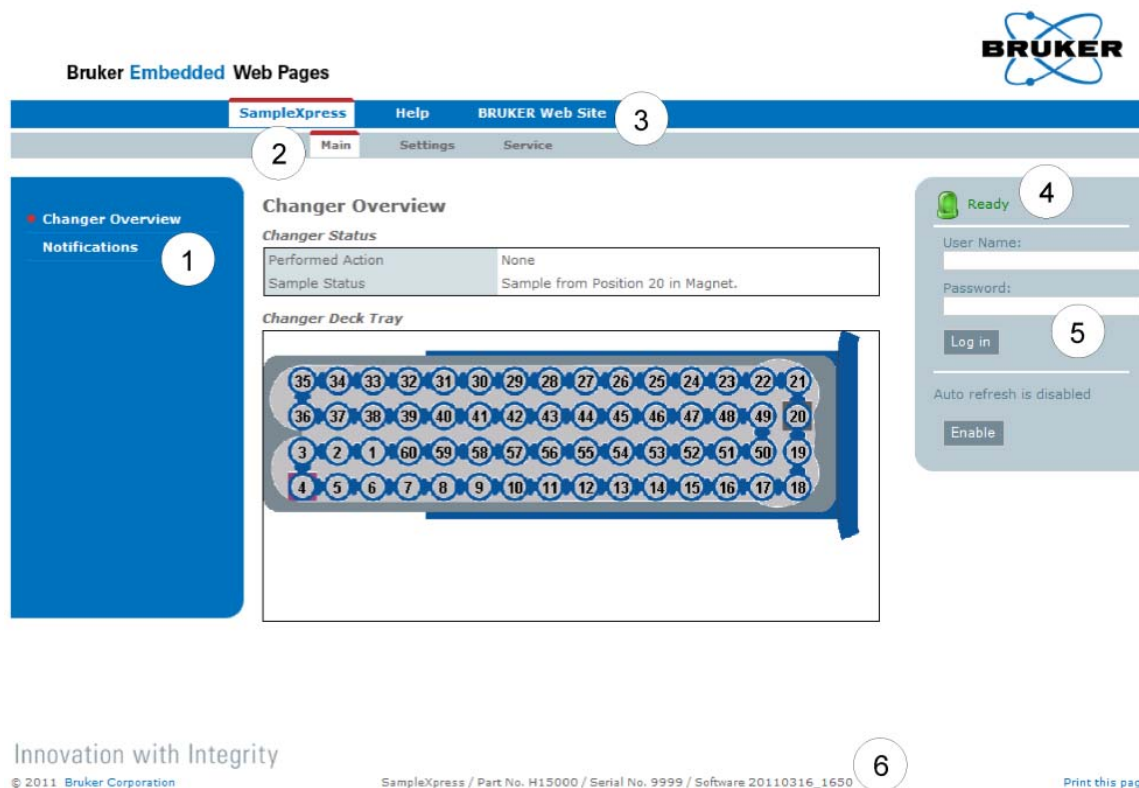 BRUKER
Bruker Embedded Web Pages
SampleXpress Help BRUKER Web Site 3
2 Main Settings Service
Changer Overview
Notifications
1
Changer Overview
Changer Status
Performed Action None
Sample Status Sample from Position 20 in Magnet.
Changer Deck Tray
35 34 33 32 31 30 29 28 27 26 25 24 23 22 21
36 37 38 39 40 41 42 43 44 45 46 47 48 49 20
3 2 1 60 59 58 57 56 55 54 53 52 51 50 19
4 5 6 7 8 9 10 11 12 13 14 15 16 17 18
Ready 4
User Name:
Password:
Log in 5
Auto refresh is disabled
Enable
Innovation with Integrity
© 2011 Bruker Corporation SampleXpress / Part No. H15000 / Serial No. 9999 / Software 20110316_1650 6 Print this pag